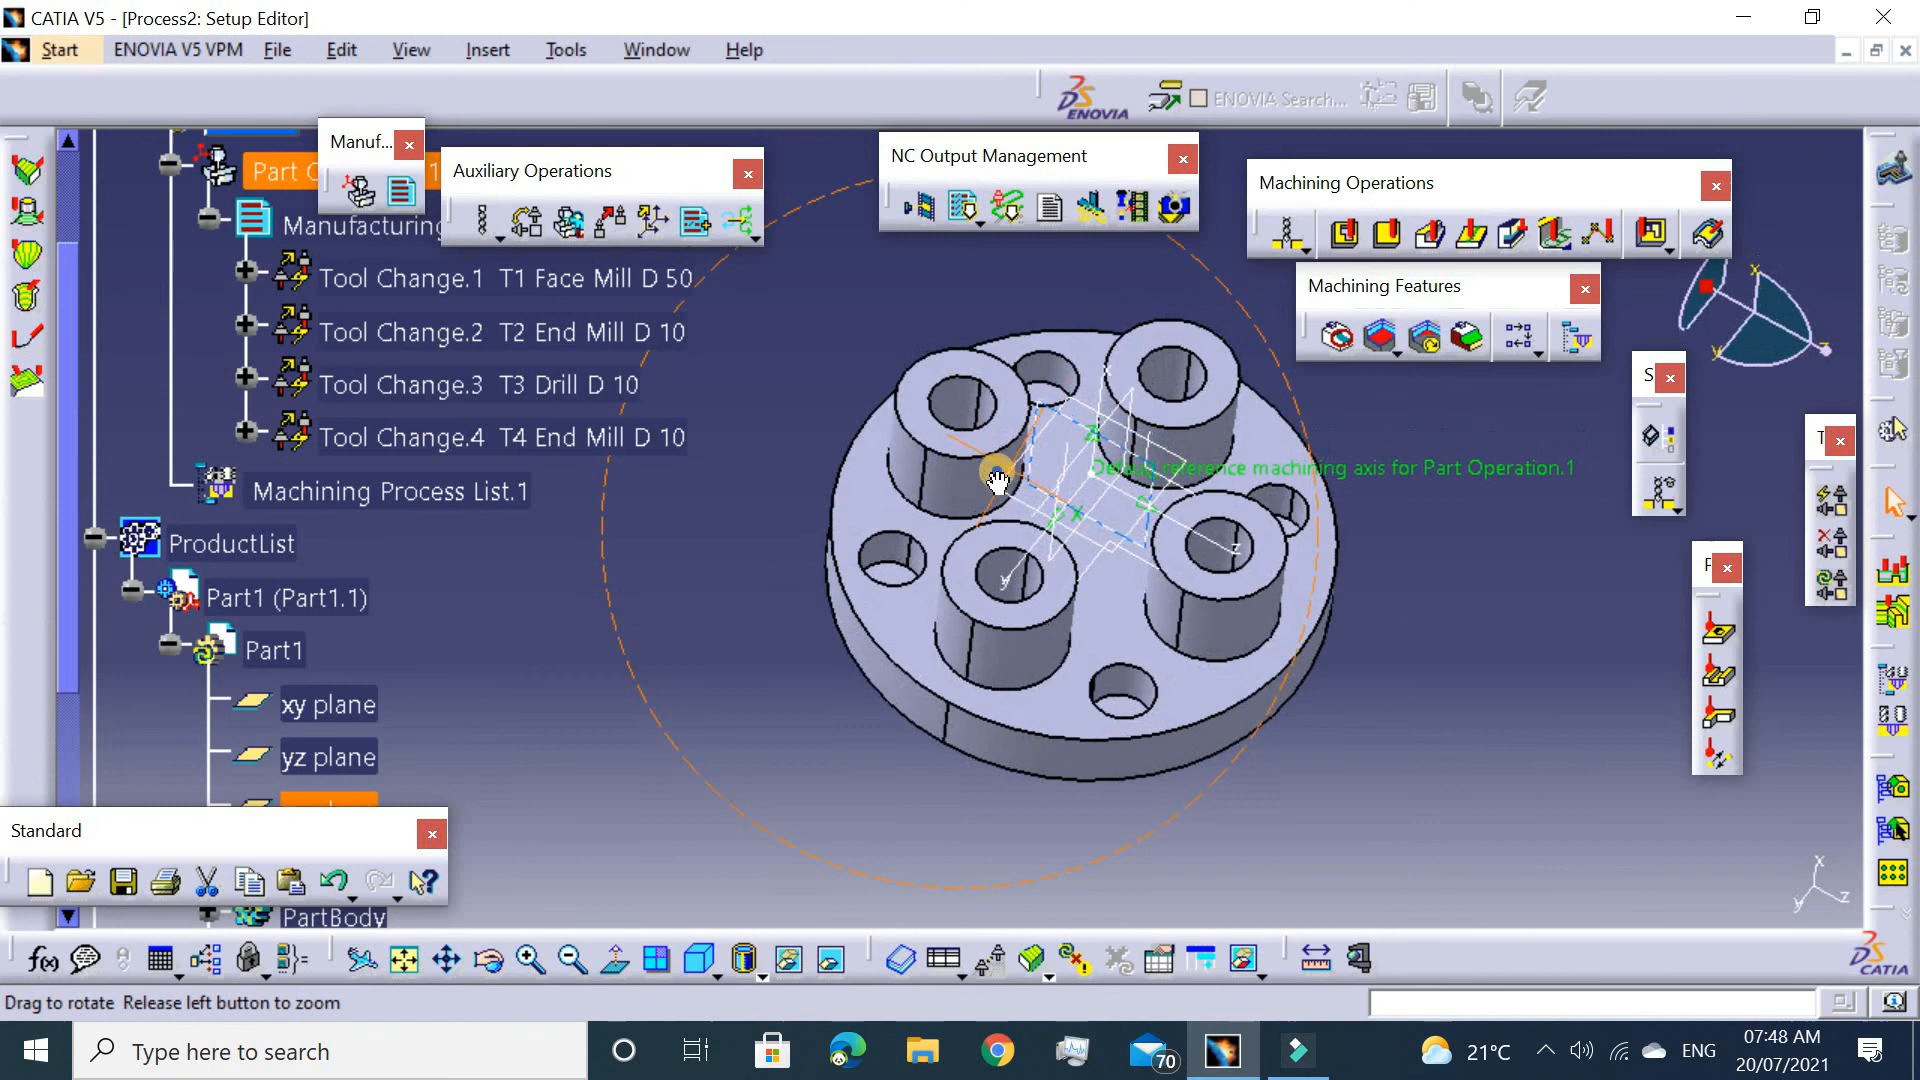 CATIA V5 - [Process2: Setup Editor]
Start ENOVIA V5 VPM File Edit View Insert Tools Window Help
ENOVIA
ENOVIA Search...
Manuf...
Auxiliary Operations
NC Output Management
Machining Operations
Machining Features
Manufacturing
Tool Change.1 T1 Face Mill D 50
Tool Change.2 T2 End Mill D 10
Tool Change.3 T3 Drill D 10
Tool Change.4 T4 End Mill D 10
Machining Process List.1
ProductList
Part1 (Part1.1)
Part1
xy plane
yz plane
PartBody
Default reference machining axis for Part Operation.1
S
T
F
x
y
z
x
y
z
x
y
z
Standard
f(x)
CATIA
Drag to rotate Release left button to zoom
Type here to search
70
21°C
ENG
07:48 AM
20/07/2021